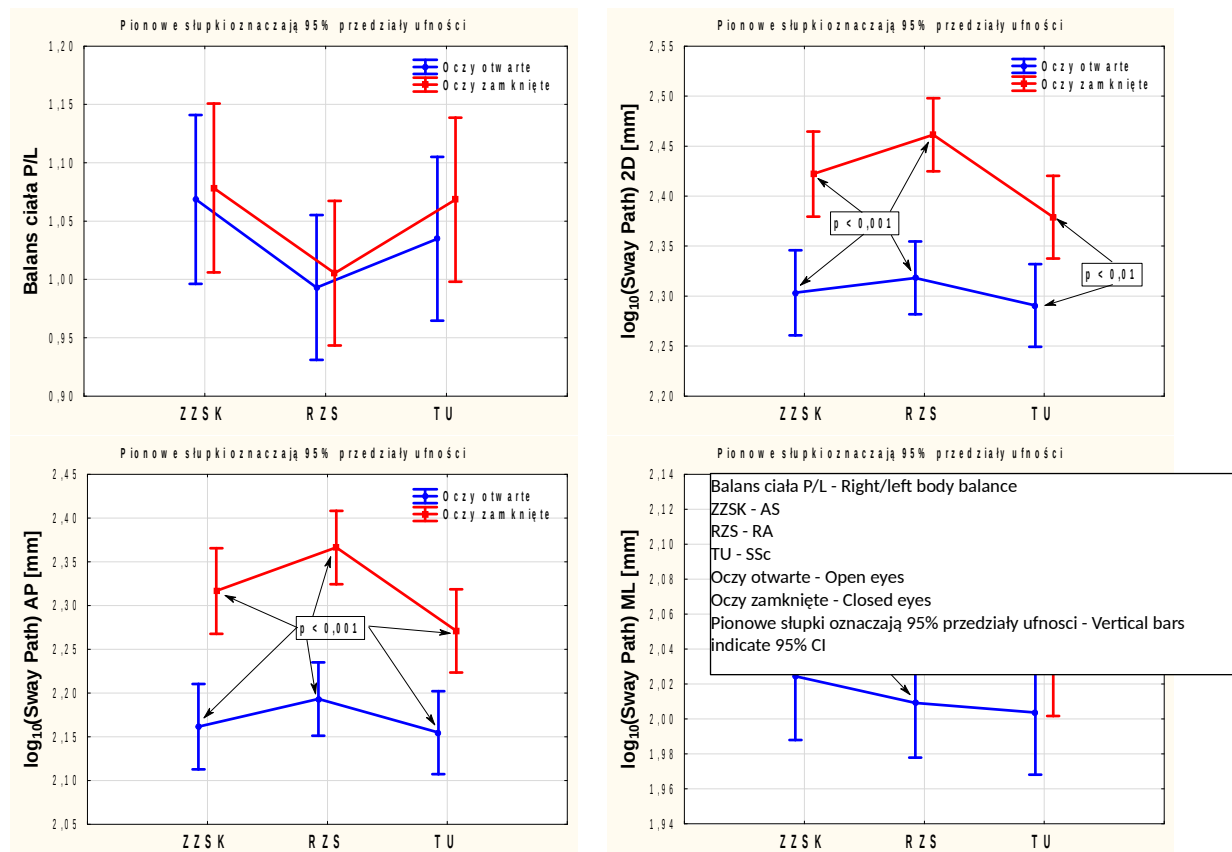 Pionowe słupki oznaczają 95% przedziały ufności
Balans ciała P/L
1,20
1,15
1,10
1,05
1,00
0,95
0,90
Oczy otwarte
Oczy zamknięte
ZZSK RZS TU
Pionowe słupki oznaczają 95% przedziały ufności
log10(Sway Path) 2D [mm]
2,55
2,50
2,45
2,40
2,35
2,30
2,25
2,20
Oczy otwarte
Oczy zamknięte
p < 0,001
p < 0,01
ZZSK RZS TU
Pionowe słupki oznaczają 95% przedziały ufności
log10(Sway Path) AP [mm]
2,45
2,40
2,35
2,30
2,25
2,20
2,15
2,10
2,05
Oczy otwarte
Oczy zamknięte
p < 0,001
ZZSK RZS TU
Pionowe słupki oznaczają 95% przedziały ufności
log10(Sway Path) ML [mm]
2,14
2,12
2,10
2,08
2,06
2,04
2,02
2,00
1,98
1,96
1,94
Balans ciała P/L - Right/left body balance
ZZSK - AS
RZS - RA
TU - SSc
Oczy otwarte - Open eyes
Oczy zamknięte - Closed eyes
Pionowe słupki oznaczają 95% przedziały ufnosci - Vertical bars
indicate 95% CI
ZZSK RZS TU